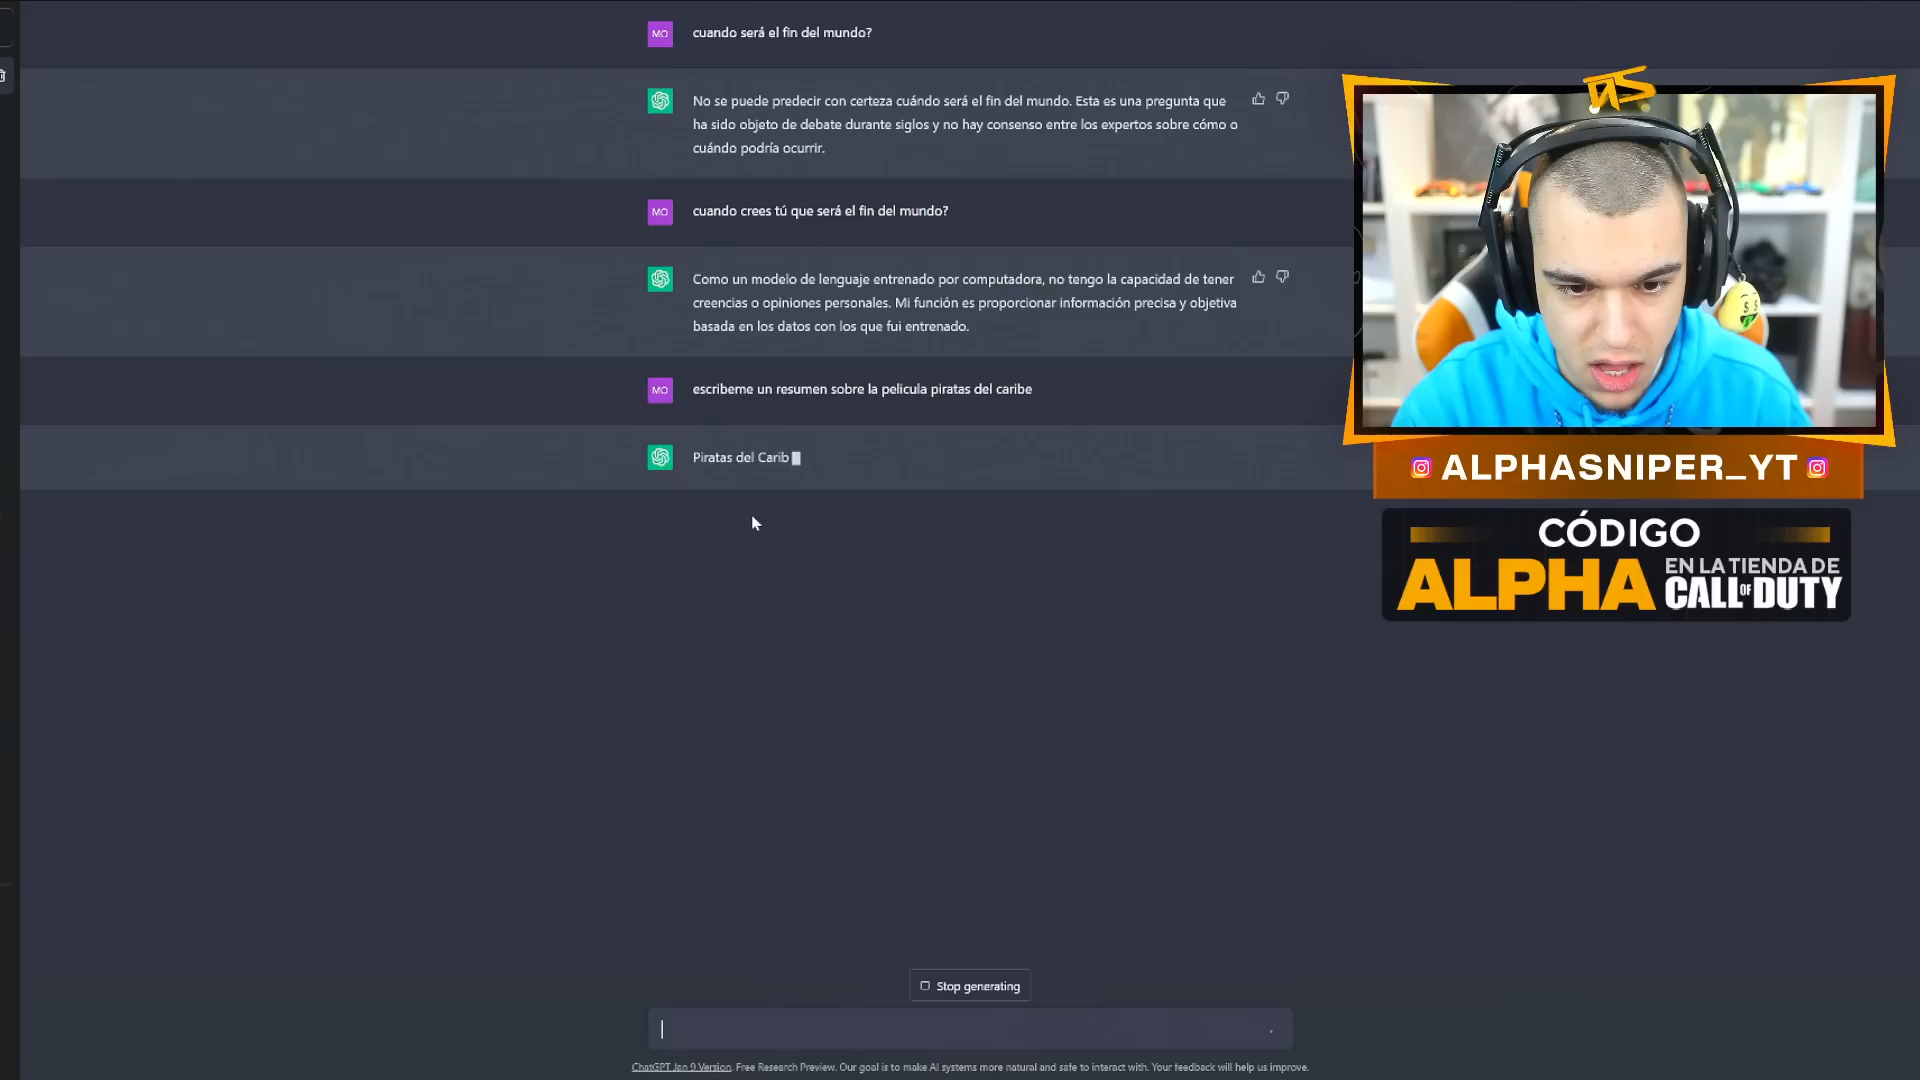 MO
cuando será el fin del mundo?
No se puede predecir con certeza cuándo será el fin del mundo. Esta es una pregunta que
ha sido objeto de debate durante siglos y no hay consenso entre los expertos sobre cómo o
cuándo podría ocurrir.
MO
cuando crees tú que será el fin del mundo?
Como un modelo de lenguaje entrenado por computadora, no tengo la capacidad de tener
creencias o opiniones personales. Mi función es proporcionar información precisa y objetiva
basada en los datos con los que fui entrenado.
MO
escribeme un resumen sobre la pelicula piratas del caribe
Piratas del Carib
Stop generating
ChatGPT Jan 9 Version. Free Research Preview. Our goal is to make AI systems more natural and safe to interact with. Your feedback will help us improve.
ALPHASNIPER_YT
CÓDIGO
ALPHA
EN LA TIENDA DE
CALL OF DUTY